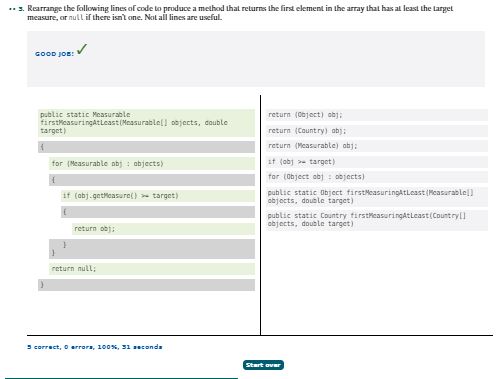 •• 3. Rearrange the following lines of code to produce a method that returns the first element in the array that has at least the target
measure, or null if there isn't one. Not all lines are useful.
GOOD JOB! ✓
public static Measurable
firstMeasuringAtLeast(Measurable[] objects, double
target)
{
for (Measurable obj : objects)
{
if (obj.getMeasure() >= target)
{
return obj;
}
}
return null;
}
return (Object) obj;
return (Country) obj;
return (Measurable) obj;
if (obj >= target)
for (Object obj : objects)
public static Object firstMeasuringAtLeast(Measurable[]
objects, double target)
public static Country firstMeasuringAtLeast(Country[]
objects, double target)
5 correct, 0 errors, 100%, 31 seconds
Start over